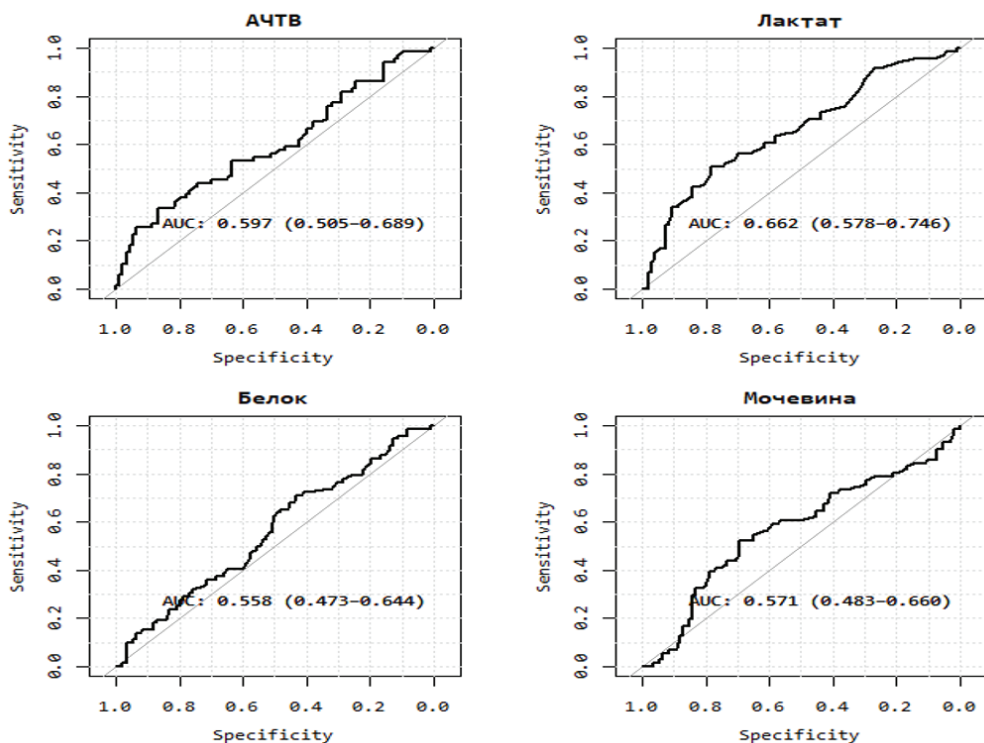 АЧТВ
Sensitivity
0.0 0.2 0.4 0.6 0.8 1.0
AUC: 0.597 (0.505–0.689)
1.0 0.8 0.6 0.4 0.2 0.0
Specificity
Лактат
Sensitivity
0.0 0.2 0.4 0.6 0.8 1.0
AUC: 0.662 (0.578–0.746)
1.0 0.8 0.6 0.4 0.2 0.0
Specificity
Белок
Sensitivity
0.0 0.2 0.4 0.6 0.8 1.0
AUC: 0.558 (0.473–0.644)
1.0 0.8 0.6 0.4 0.2 0.0
Specificity
Мочевина
Sensitivity
0.0 0.2 0.4 0.6 0.8 1.0
AUC: 0.571 (0.483–0.660)
1.0 0.8 0.6 0.4 0.2 0.0
Specificity